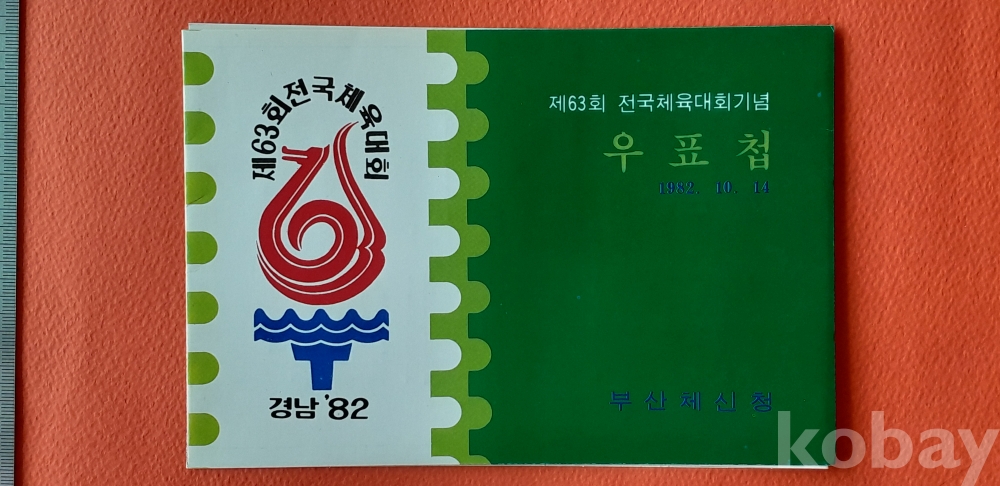 제63회전국체육대회
경남 '82
제63회 전국체육대회기념
우표첩
1982. 10. 14
부산체신청
kobay